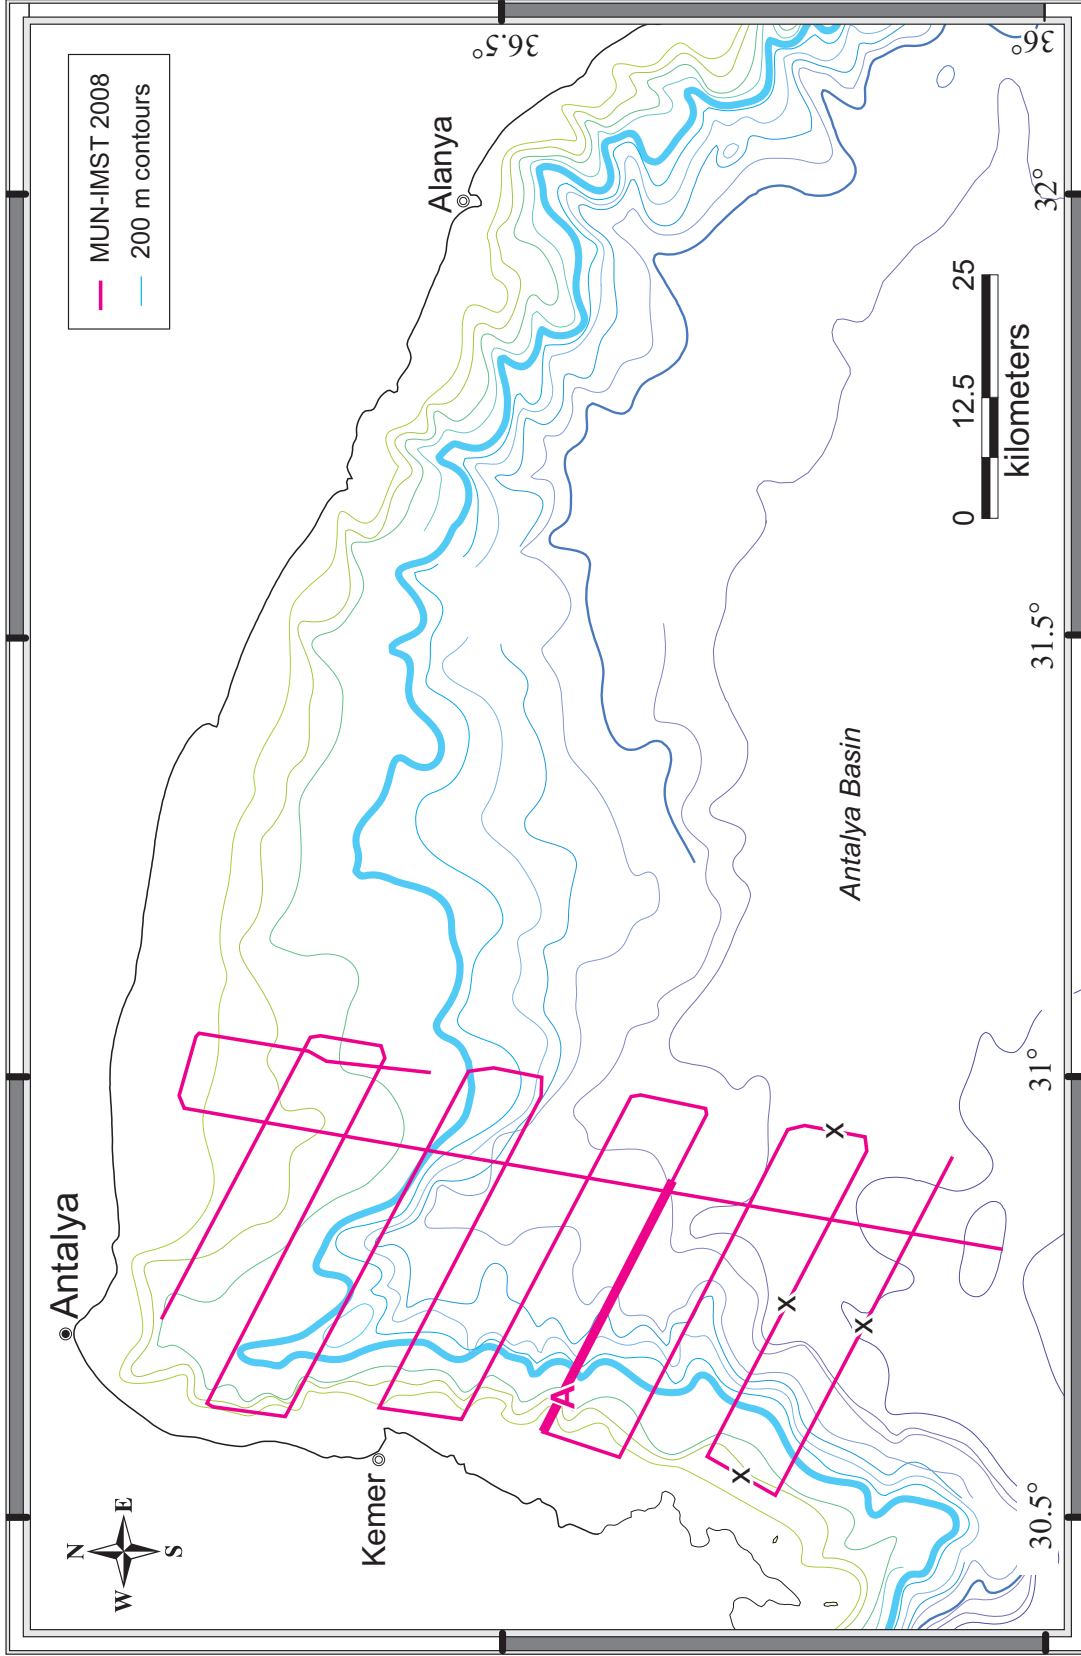 MUN-IMST 2008
200 m contours
Antalya
Kemer
Alanya
Antalya Basin
N
W
E
S
A
X
X
X
X
0
12.5
25
kilometers
36.5°
36°
30.5°
31°
31.5°
32°